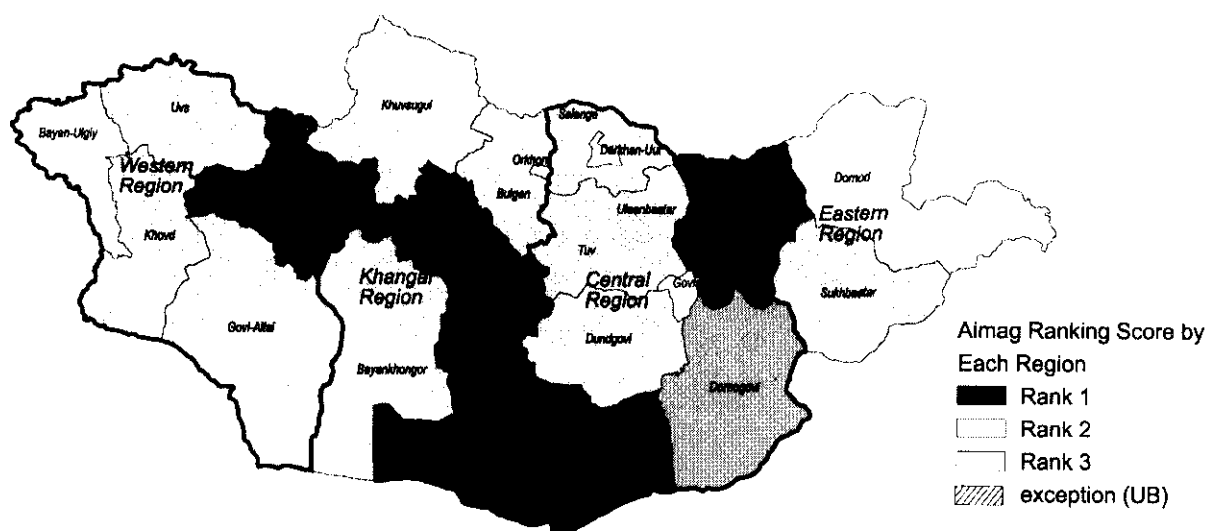 Uvs
Bayan-Ulgiy
Western
Region
Khovd
Govi-Altai
Khuvsugul
Orkhon
Bulgan
Khangai
Region
Bayankhongor
Selenge
Darkhan-Uul
Ulaanbaatar
Tuv
Central
Region
Govi
Dundgovi
Dornogovi
Dornod
Eastern
Region
Sukhbaatar
Aimag Ranking Score by
Each Region
Rank 1
Rank 2
Rank 3
exception (UB)